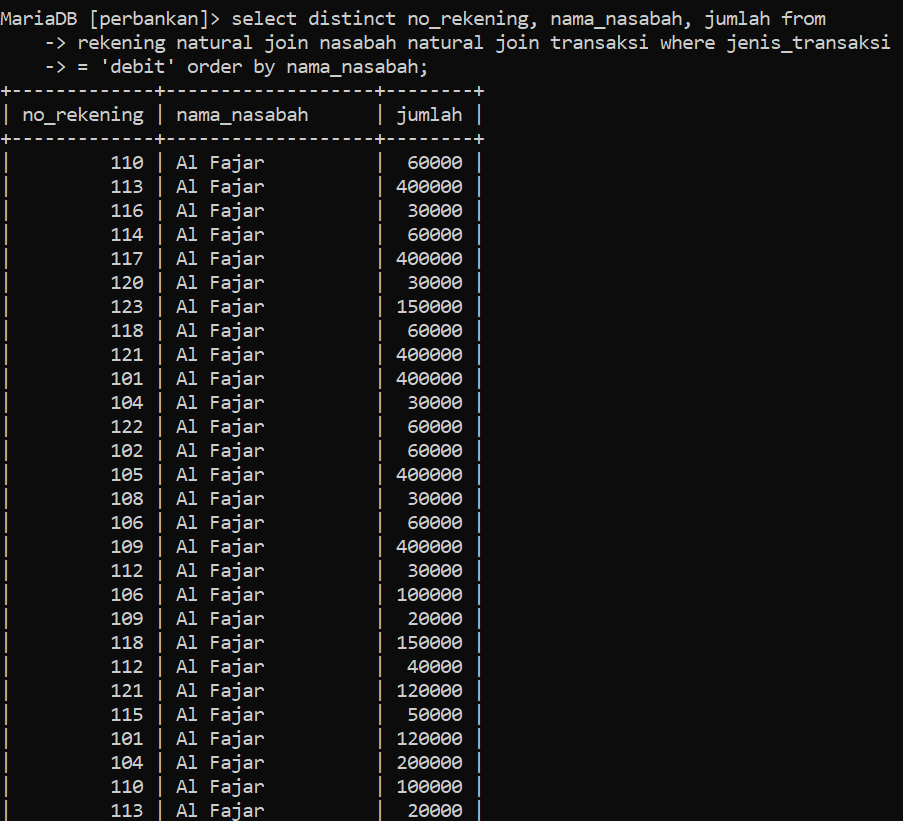 MariaDB [perbankan]> select distinct no_rekening, nama_nasabah, jumlah from
    -> rekening natural join nasabah natural join transaksi where jenis_transaksi
    -> = 'debit' order by nama_nasabah;
+-------------+-------------------+--------+
| no_rekening | nama_nasabah      | jumlah |
+-------------+-------------------+--------+
|         110 | Al Fajar          |  60000 |
|         113 | Al Fajar          | 400000 |
|         116 | Al Fajar          |  30000 |
|         114 | Al Fajar          |  60000 |
|         117 | Al Fajar          | 400000 |
|         120 | Al Fajar          |  30000 |
|         123 | Al Fajar          | 150000 |
|         118 | Al Fajar          |  60000 |
|         121 | Al Fajar          | 400000 |
|         101 | Al Fajar          | 400000 |
|         104 | Al Fajar          |  30000 |
|         122 | Al Fajar          |  60000 |
|         102 | Al Fajar          |  60000 |
|         105 | Al Fajar          | 400000 |
|         108 | Al Fajar          |  30000 |
|         106 | Al Fajar          |  60000 |
|         109 | Al Fajar          | 400000 |
|         112 | Al Fajar          |  30000 |
|         106 | Al Fajar          | 100000 |
|         109 | Al Fajar          |  20000 |
|         118 | Al Fajar          | 150000 |
|         112 | Al Fajar          |  40000 |
|         121 | Al Fajar          | 120000 |
|         115 | Al Fajar          |  50000 |
|         101 | Al Fajar          | 120000 |
|         104 | Al Fajar          | 200000 |
|         110 | Al Fajar          | 100000 |
|         113 | Al Fajar          |  20000 |